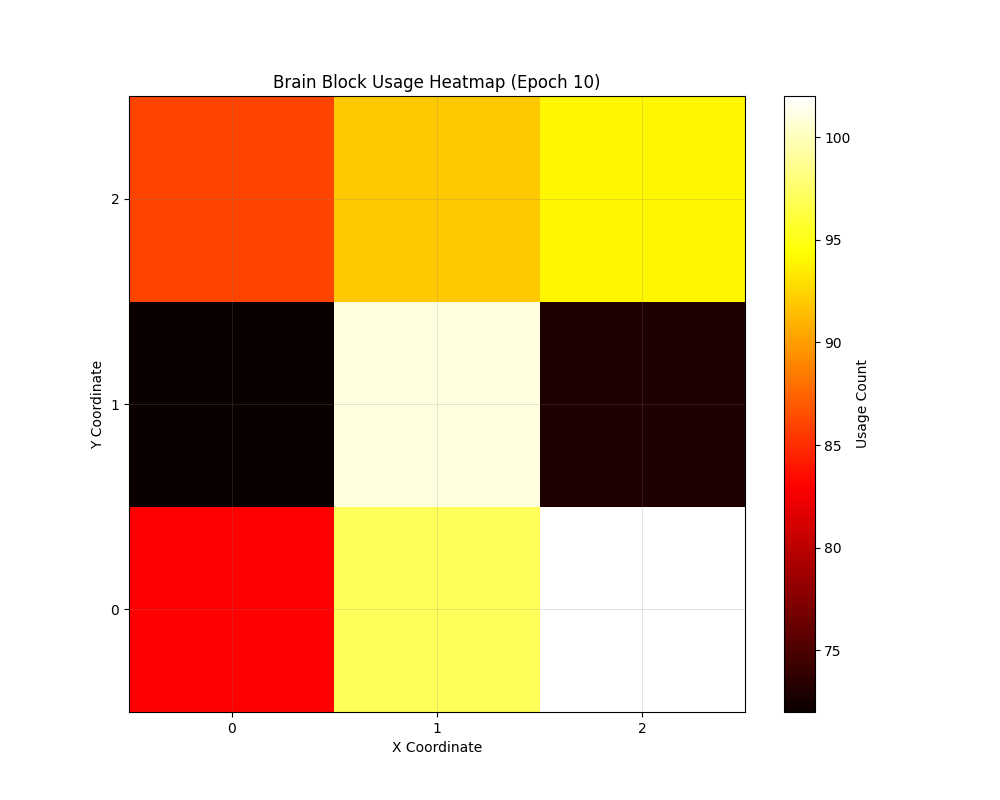 Brain Block Usage Heatmap (Epoch 10)
2
1
0
Y Coordinate
0 1 2
X Coordinate
100
95
90
85
80
75
Usage Count